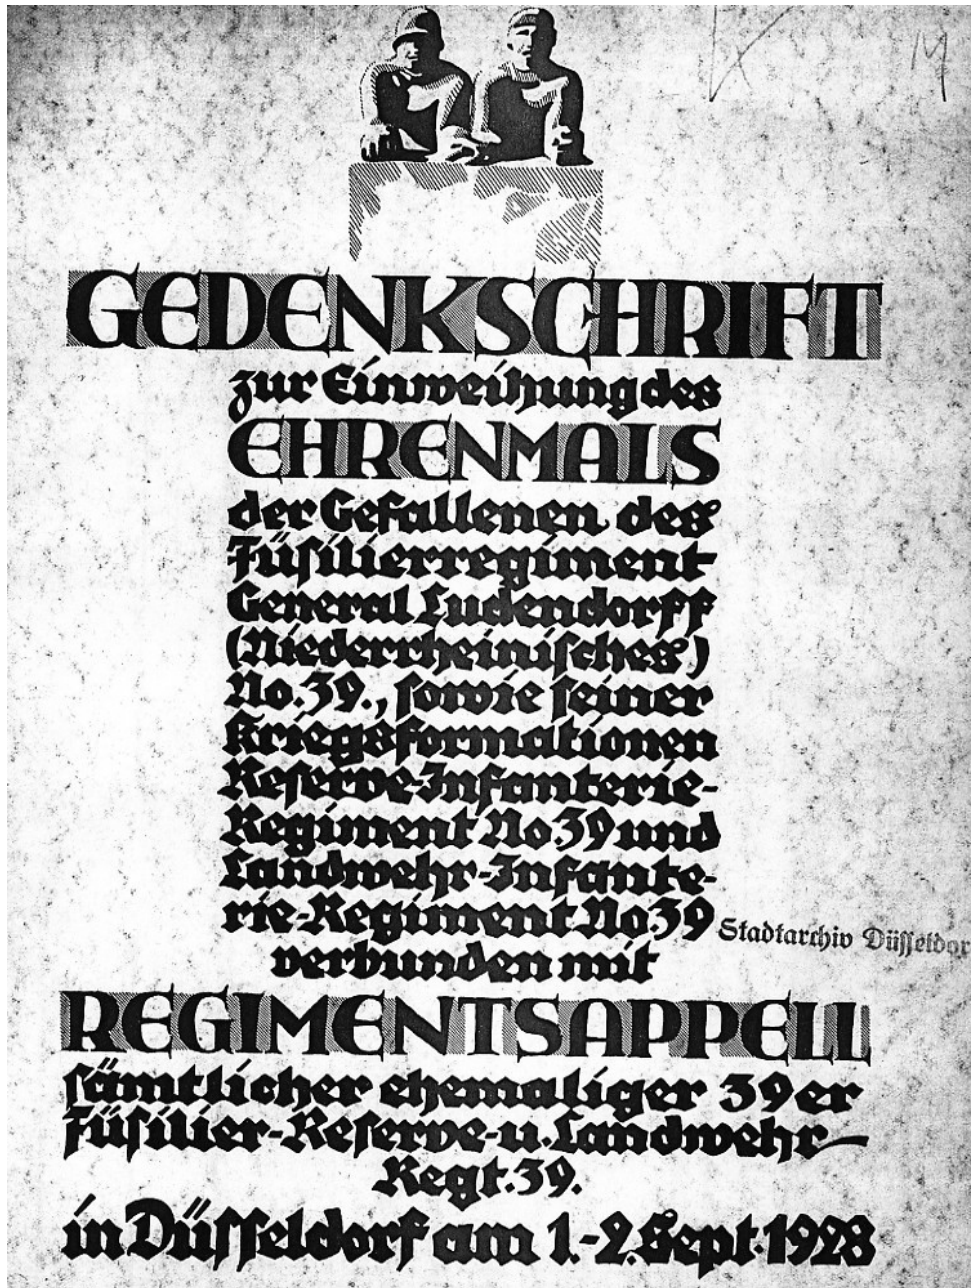 GEDENKSCHRIFT
zur Einweihung des
EHRENMALS
der Gefallenen des
Füsilierregiment
General Ludendorff
(Niederrheinisches)
No. 39., sowie seiner
Kriegsformationen
Reserve-Infanterie-
Regiment No 39 und
Landwehr-Infante-
rie-Regiment No 39
Stadtarchiv Düsseldor
verbunden mit
REGIMENTSAPPELL
sämtlicher ehemaliger 39er
Füsilier-Reserve-u. Landwehr-
Regt. 39.
in Düsseldorf am 1.-2. Sept. 1928